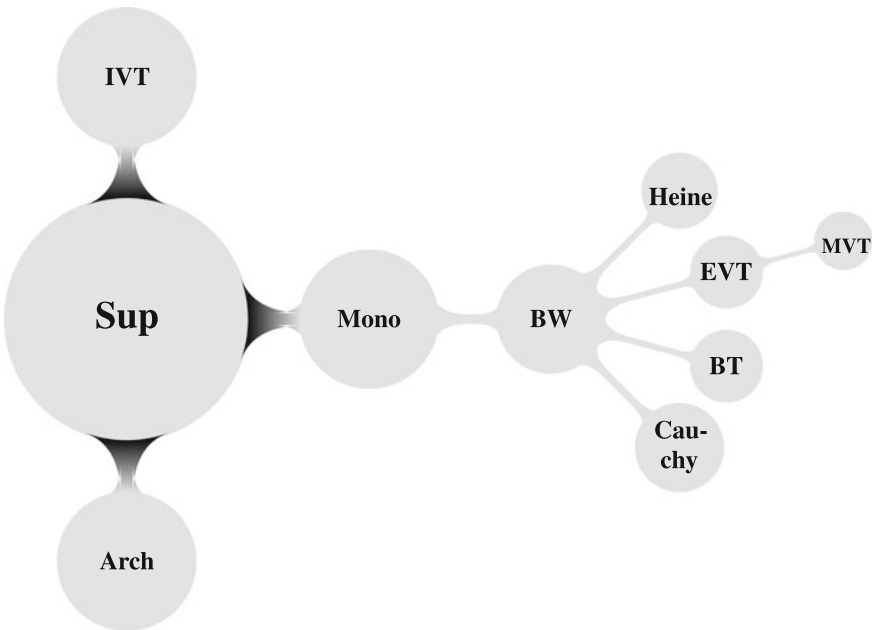 IVT
Heine
MVT
EVT
Sup
Mono
BW
BT
Cau-
chy
Arch